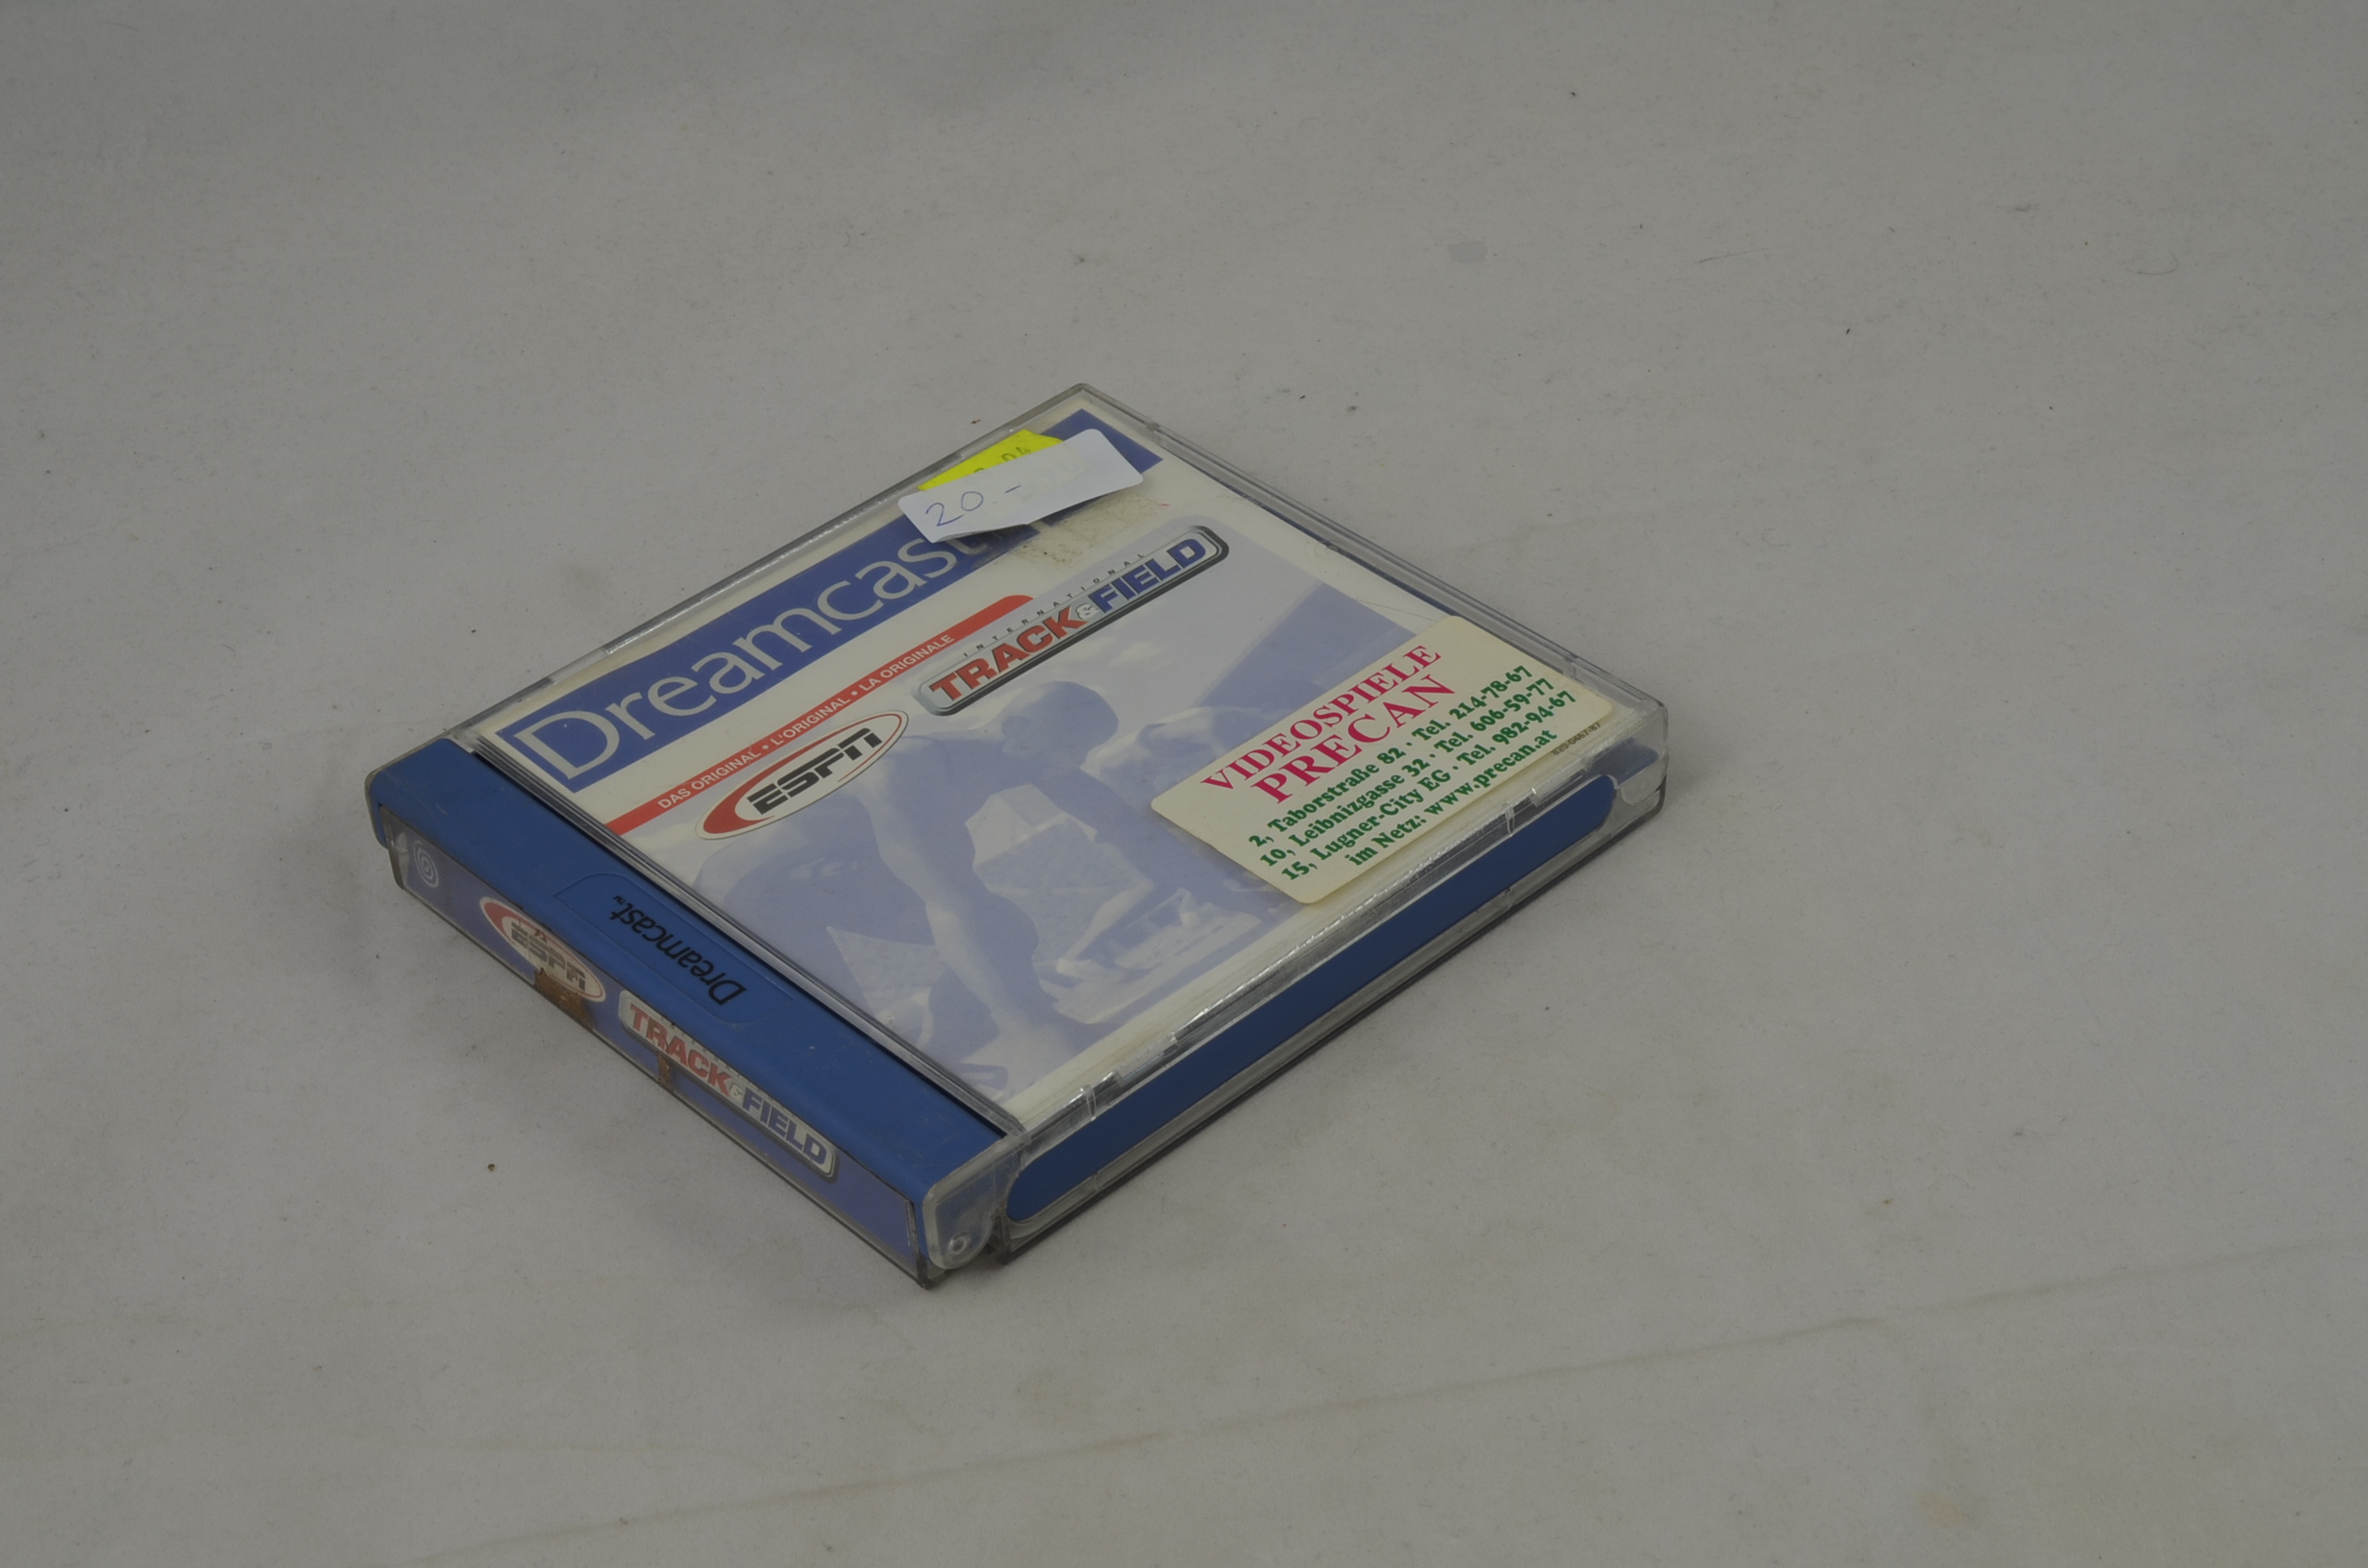 20.-
Dreamcast
DAS ORIGINAL • L'ORIGINAL • LA ORIGINALE
INTERNATIONAL
TRACK & FIELD
ESPN
VIDEOSPIELE
PRECAN
2, Taborstraße 82 · Tel. 214-78-67
10, Leibnizgasse 32 · Tel. 606-59-77
15, Lugner-City EG · Tel. 982-94-67
im Netz: www.precan.at
Dreamcast™
ESPN
TRACK & FIELD